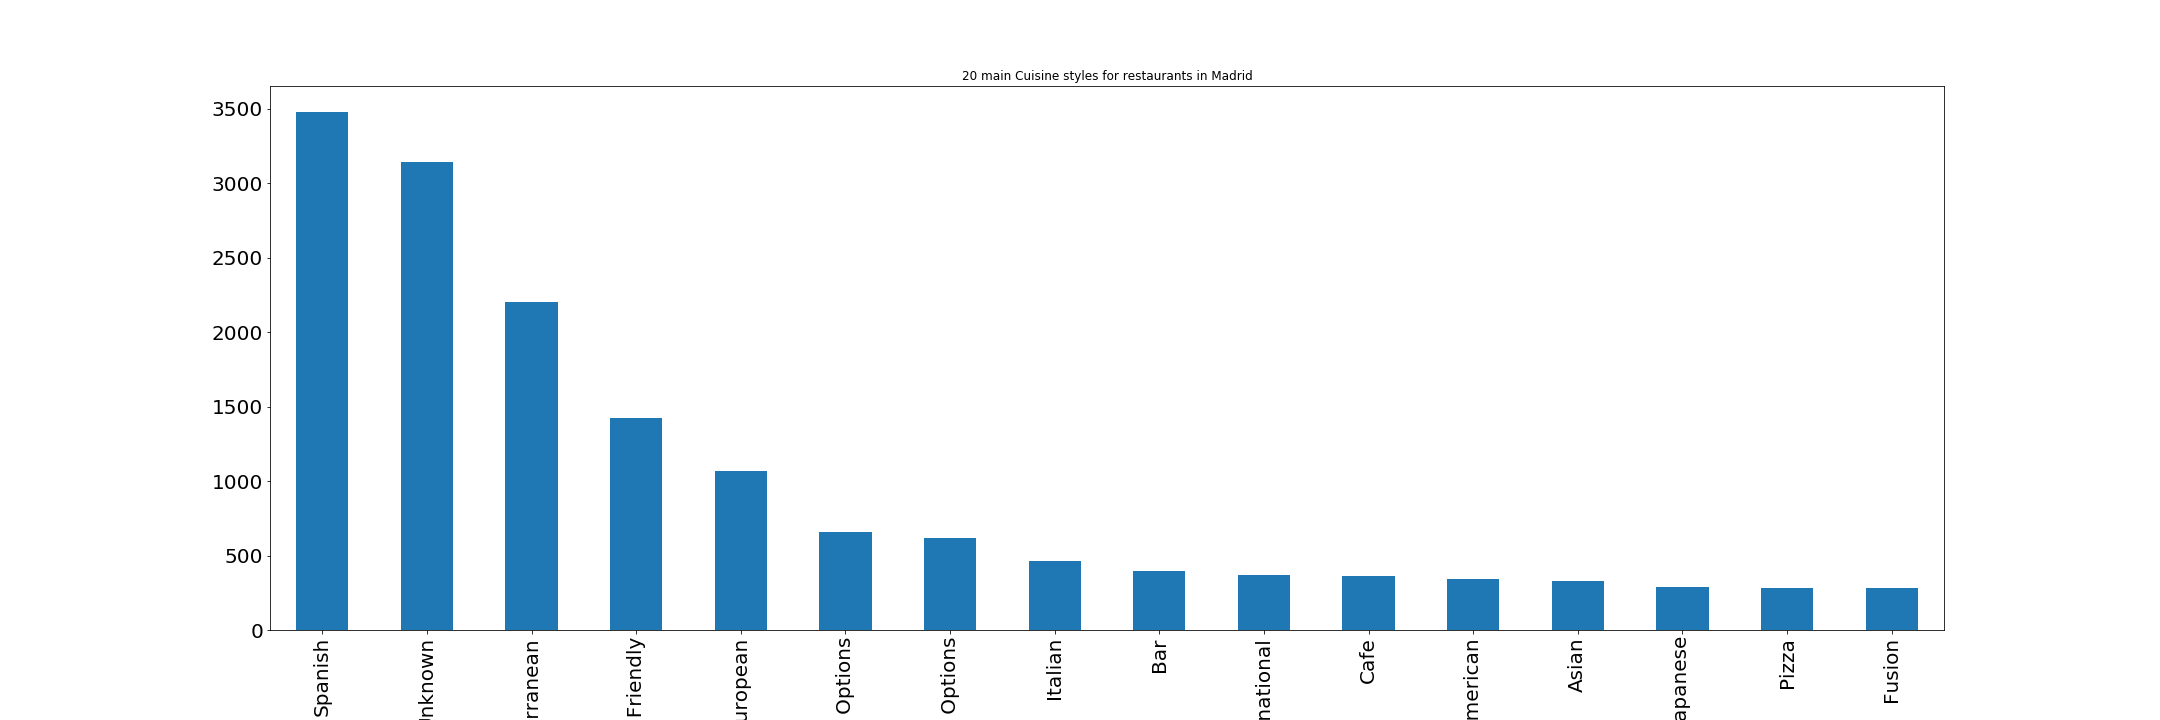 20 main Cuisine styles for restaurants in Madrid
3500
3000
2500
2000
1500
1000
500
0
Spanish
nknown
rranean
Friendly
uropean
Options
Options
Italian
Bar
national
Cafe
merican
Asian
apanese
Pizza
Fusion